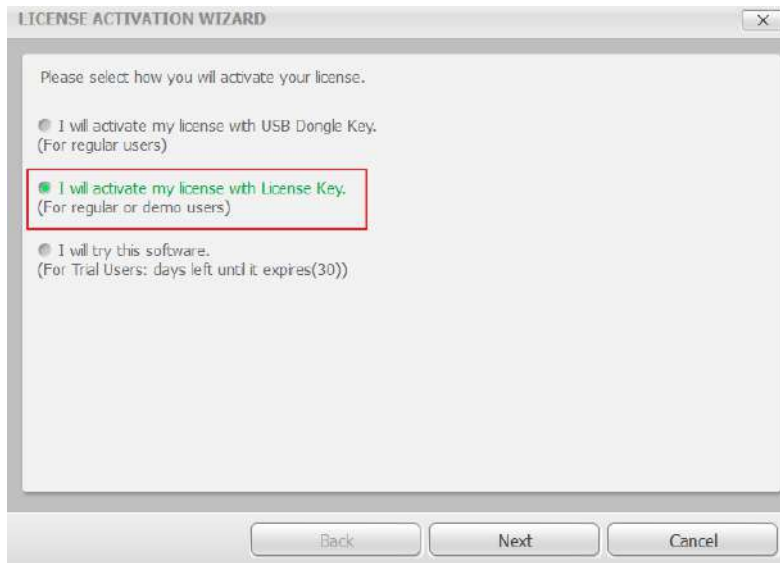 LICENSE ACTIVATION WIZARD
Please select how you will activate your license.
I will activate my license with USB Dongle Key.
(For regular users)
I will activate my license with License Key.
(For regular or demo users)
I will try this software.
(For Trial Users: days left until it expires(30))
Back Next Cancel